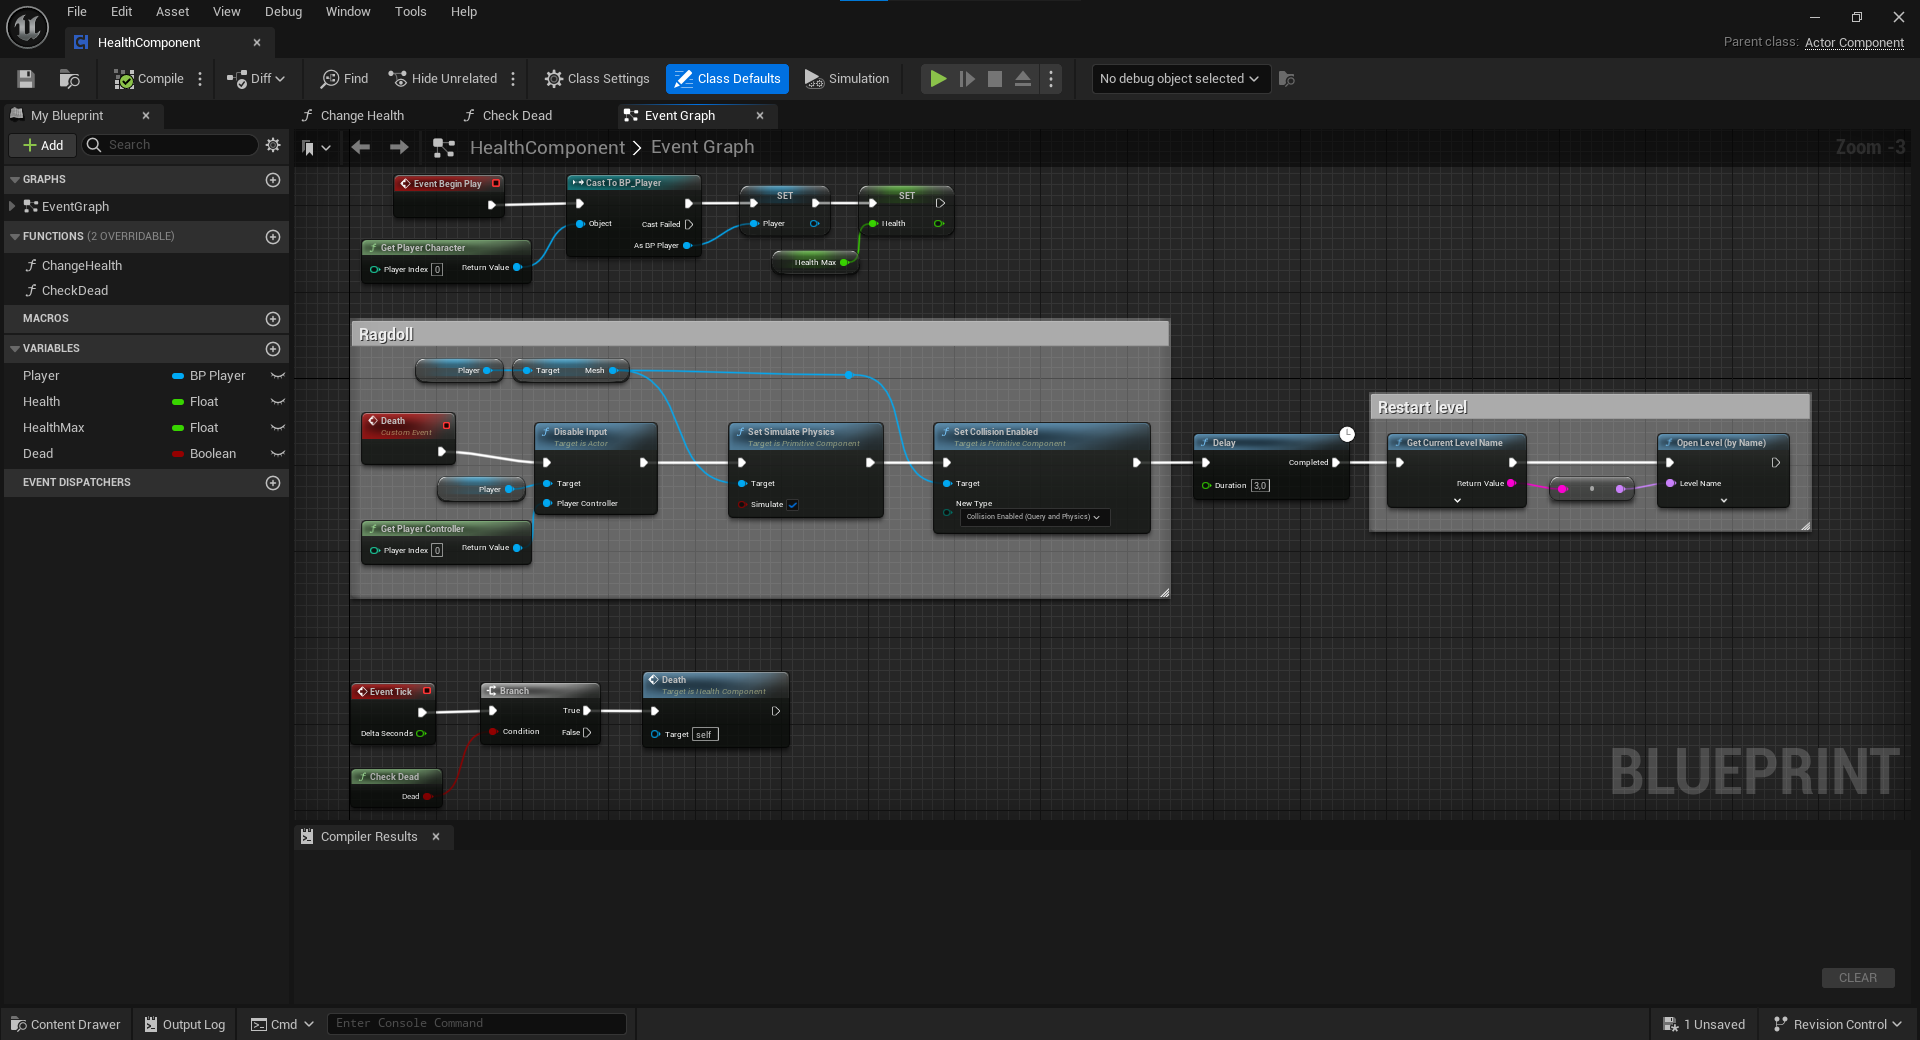 File Edit Asset View Debug Window Tools Help
HealthComponent
Parent class: Actor Component
Compile Diff Find Hide Unrelated Class Settings Class Defaults Simulation No debug object selected
My Blueprint
Change Health Check Dead Event Graph
Add Search
HealthComponent > Event Graph
Zoom -3
GRAPHS
EventGraph
FUNCTIONS (2 OVERRIDABLE)
ChangeHealth
CheckDead
MACROS
VARIABLES
Player BP Player
Health Float
HealthMax Float
Dead Boolean
EVENT DISPATCHERS
Event Begin Play
Cast To BP_Player
Object
Cast Failed
As BP Player
SET
Player
SET
Health
Get Player Character
Player Index 0 Return Value
Health Max
Ragdoll
Player
Target Mesh
Death
Custom Event
Disable Input
Target is Actor
Target
Player Controller
Player
Get Player Controller
Player Index 0 Return Value
Set Simulate Physics
Target is Primitive Component
Target
Simulate
Set Collision Enabled
Target is Primitive Component
Target
New Type
Collision Enabled (Query and Physics)
Delay
Completed
Duration 3,0
Restart level
Get Current Level Name
Return Value
Open Level (by Name)
Level Name
Event Tick
Delta Seconds
Branch
True
Condition False
Death
Target is Health Component
Target self
Check Dead
Dead
BLUEPRINT
Compiler Results
CLEAR
Content Drawer Output Log Cmd Enter Console Command 1 Unsaved Revision Control